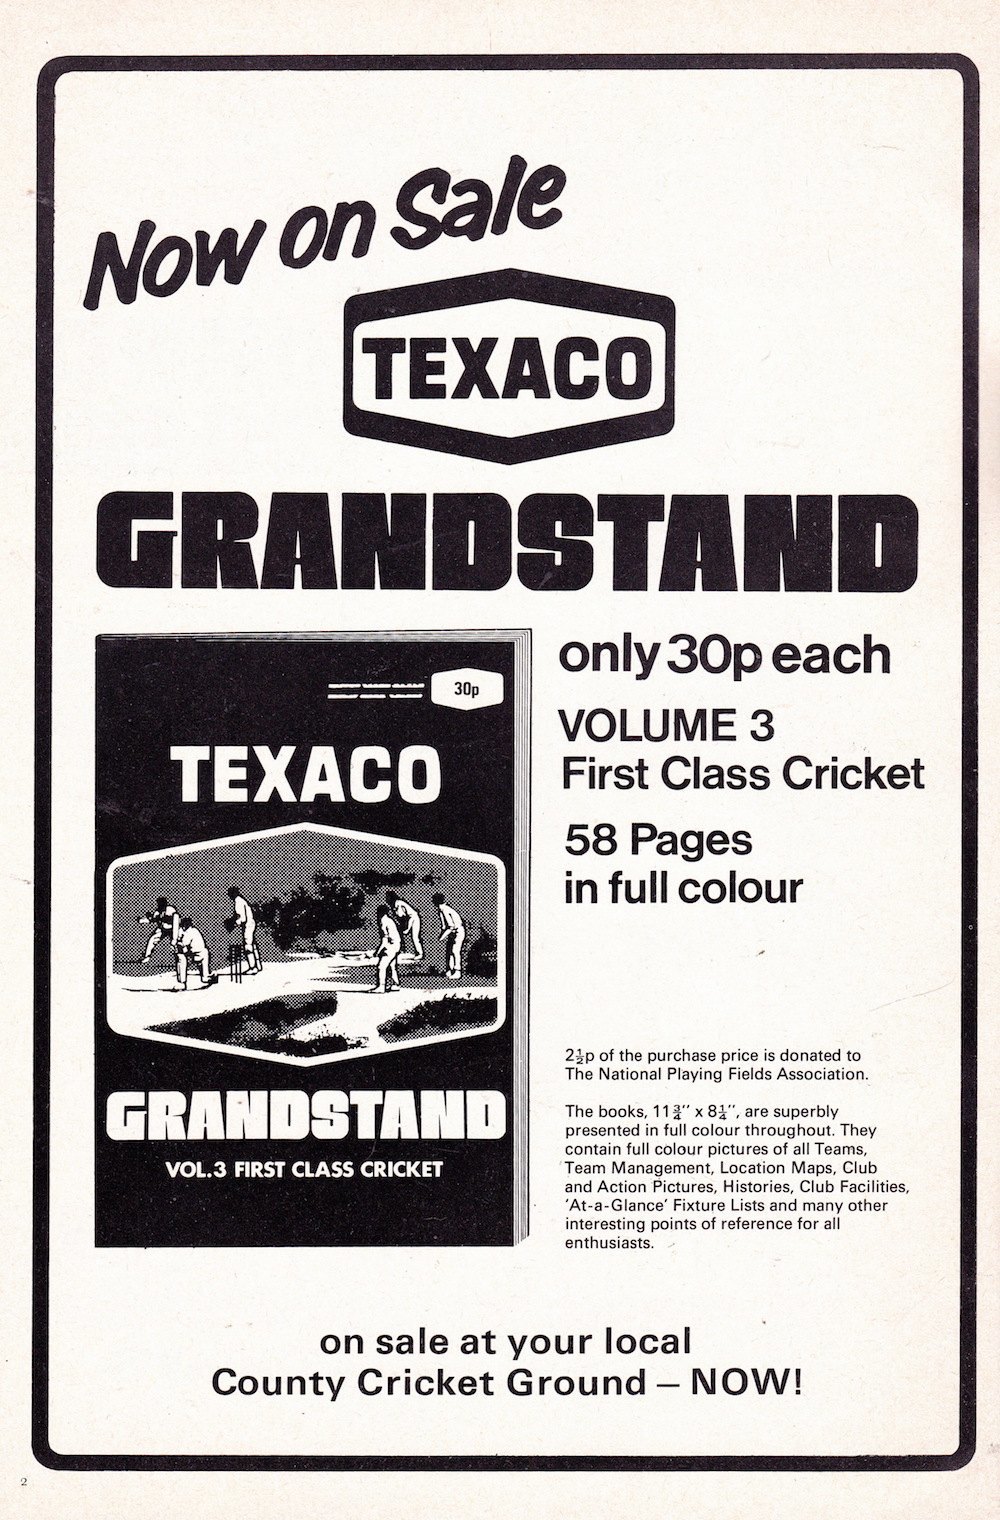 Now on Sale
TEXACO
GRANDSTAND
only 30p each
VOLUME 3
First Class Cricket
58 Pages
in full colour
30p
TEXACO
GRANDSTAND
VOL.3 FIRST CLASS CRICKET
2½p of the purchase price is donated to
The National Playing Fields Association.
The books, 11¾′′ x 8¼′′, are superbly
presented in full colour throughout. They
contain full colour pictures of all Teams,
Team Management, Location Maps, Club
and Action Pictures, Histories, Club Facilities,
‘At-a-Glance’ Fixture Lists and many other
interesting points of reference for all
enthusiasts.
on sale at your local
County Cricket Ground – NOW!
2